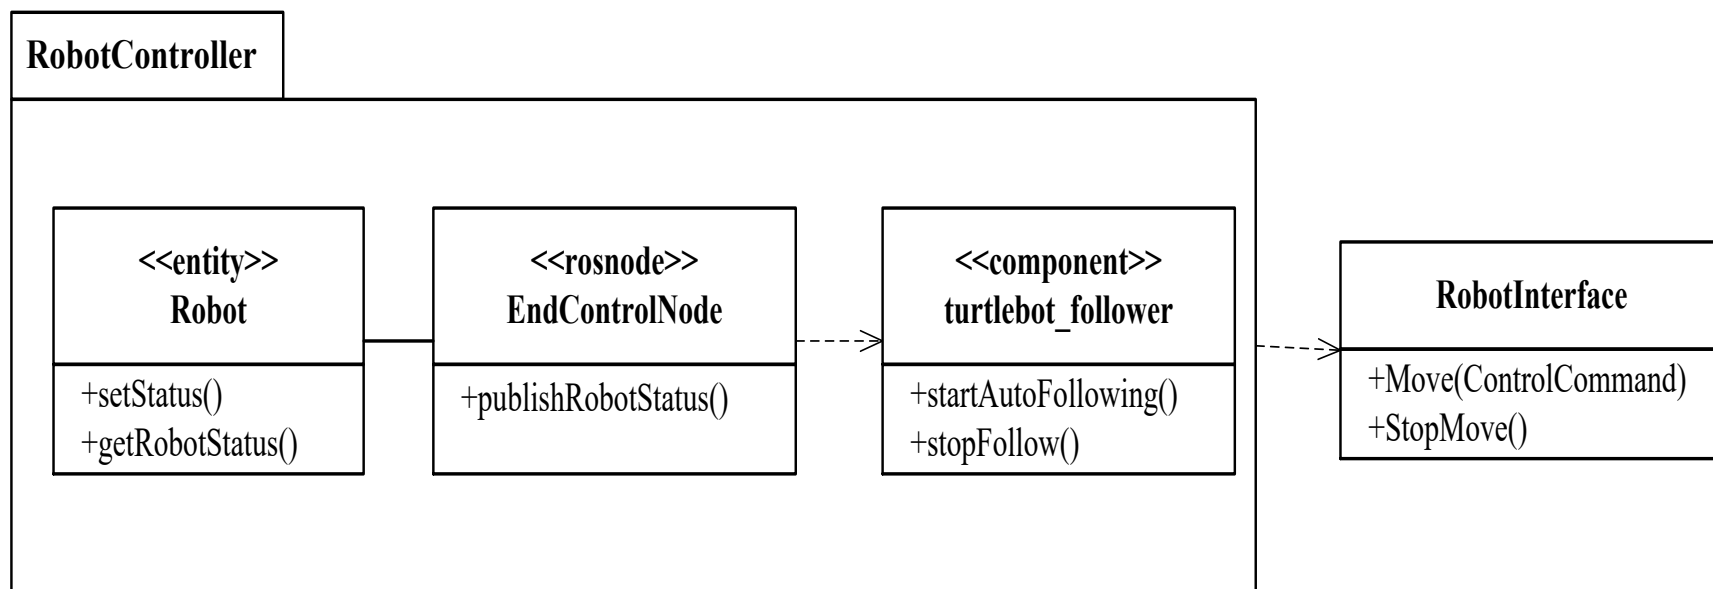 RobotController
<<entity>>
Robot
+setStatus()
+getRobotStatus()
<<rosnode>>
EndControlNode
+publishRobotStatus()
<<component>>
turtlebot_follower
+startAutoFollowing()
+stopFollow()
RobotInterface
+Move(ControlCommand)
+StopMove()